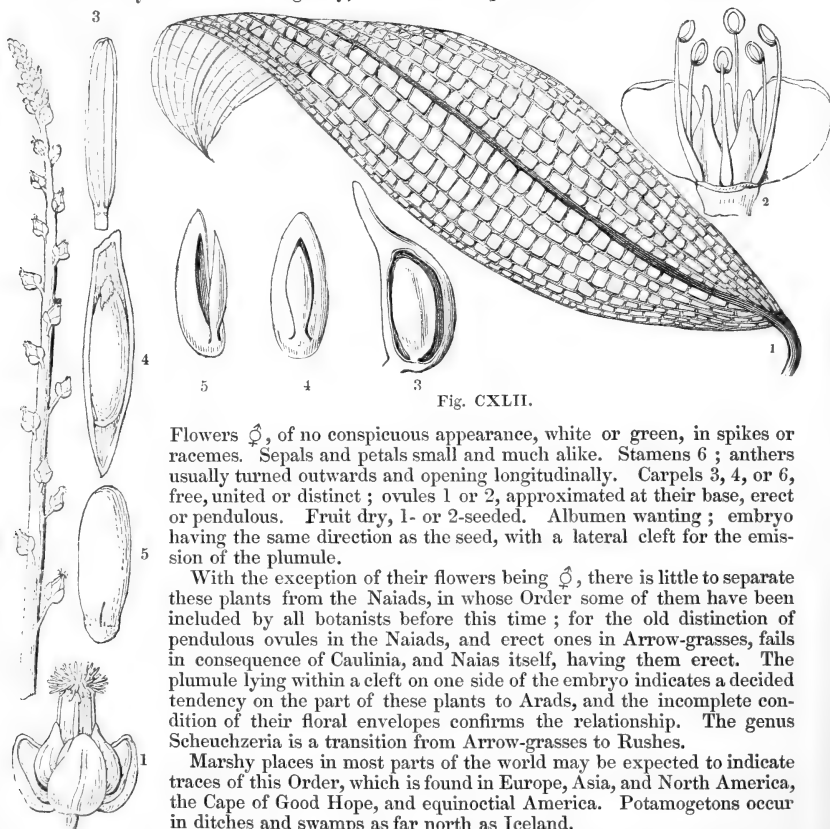 3
2
1
4
5
4
3
Fig. CXLII.
Flowers ⚥, of no conspicuous appearance, white or green, in spikes or
racemes. Sepals and petals small and much alike. Stamens 6 ; anthers
usually turned outwards and opening longitudinally. Carpels 3, 4, or 6,
free, united or distinct ; ovules 1 or 2, approximated at their base, erect
or pendulous. Fruit dry, 1- or 2-seeded. Albumen wanting ; embryo
having the same direction as the seed, with a lateral cleft for the emis-
sion of the plumule.
5
With the exception of their flowers being ⚥, there is little to separate
these plants from the Naiads, in whose Order some of them have been
included by all botanists before this time ; for the old distinction of
pendulous ovules in the Naiads, and erect ones in Arrow-grasses, fails
in consequence of Caulinia, and Naias itself, having them erect. The
plumule lying within a cleft on one side of the embryo indicates a decided
tendency on the part of these plants to Arads, and the incomplete con-
dition of their floral envelopes confirms the relationship. The genus
Scheuchzeria is a transition from Arrow-grasses to Rushes.
1
Marshy places in most parts of the world may be expected to indicate
traces of this Order, which is found in Europe, Asia, and North America,
the Cape of Good Hope, and equinoctial America. Potamogetons occur
in ditches and swamps as far north as Iceland.